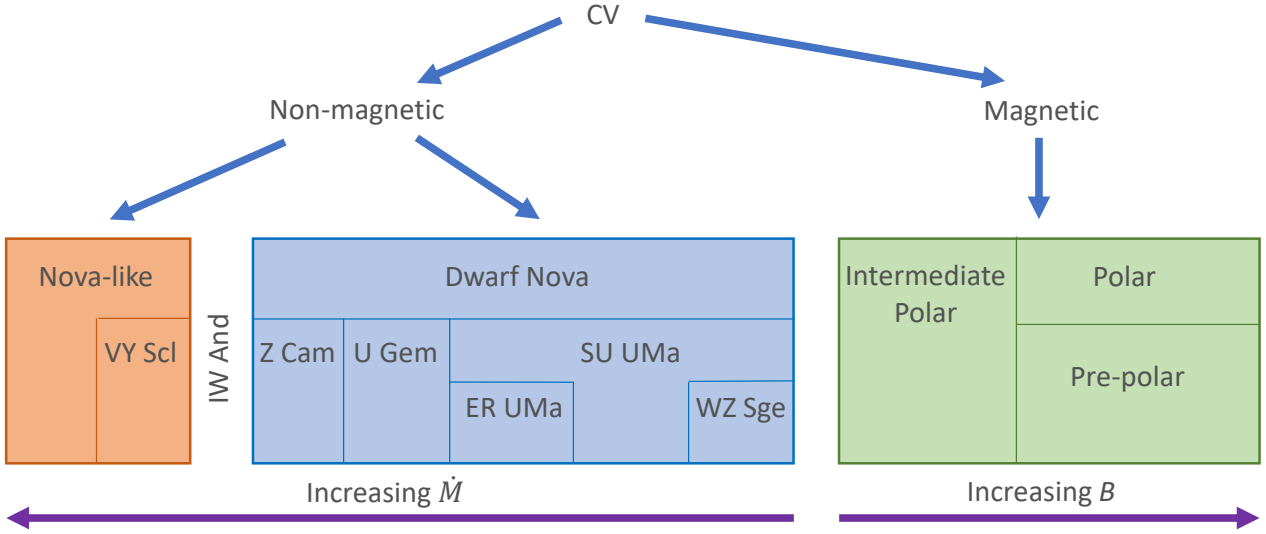 CV
Non-magnetic
Magnetic
Nova-like
VY Scl
IW And
Dwarf Nova
Z Cam
U Gem
SU UMa
ER UMa
WZ Sge
Intermediate
Polar
Polar
Pre-polar
Increasing Ṁ
Increasing B